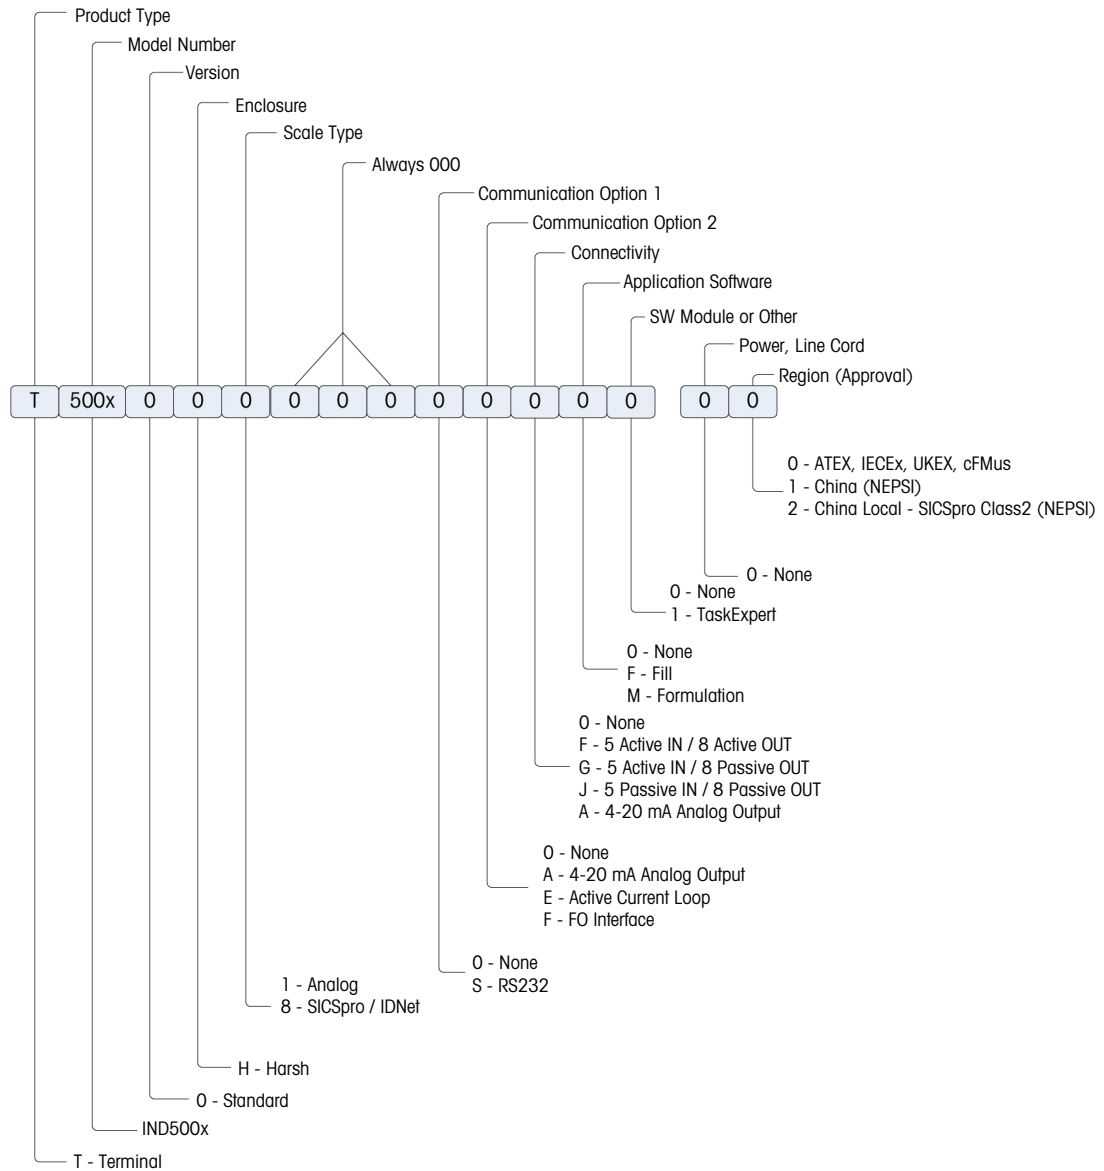 Product Type
Model Number
Version
Enclosure
Scale Type
Always 000
Communication Option 1
Communication Option 2
Connectivity
Application Software
SW Module or Other
Power, Line Cord
Region (Approval)
T 500x 0 0 0 0 0 0 0 0 0 0 0 0 0
0 - ATEX, IECEx, UKEX, cFMus
1 - China (NEPSI)
2 - China Local - SICSpro Class2 (NEPSI)
0 - None
0 - None
1 - TaskExpert
0 - None
F - Fill
M - Formulation
0 - None
F - 5 Active IN / 8 Active OUT
G - 5 Active IN / 8 Passive OUT
J - 5 Passive IN / 8 Passive OUT
A - 4-20 mA Analog Output
0 - None
A - 4-20 mA Analog Output
E - Active Current Loop
F - FO Interface
0 - None
S - RS232
1 - Analog
8 - SICSpro / IDNet
H - Harsh
0 - Standard
IND500x
T - Terminal